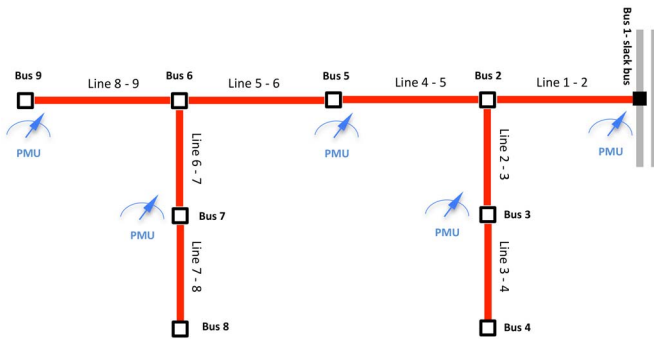 Bus 1- slack bus
Bus 9
Line 8 - 9
Bus 6
Line 5 - 6
Bus 5
Line 4 - 5
Bus 2
Line 1 - 2
PMU
PMU
PMU
Line 6 - 7
Line 2 - 3
PMU
Bus 7
PMU
Bus 3
Line 7 - 8
Line 3 - 4
Bus 8
Bus 4